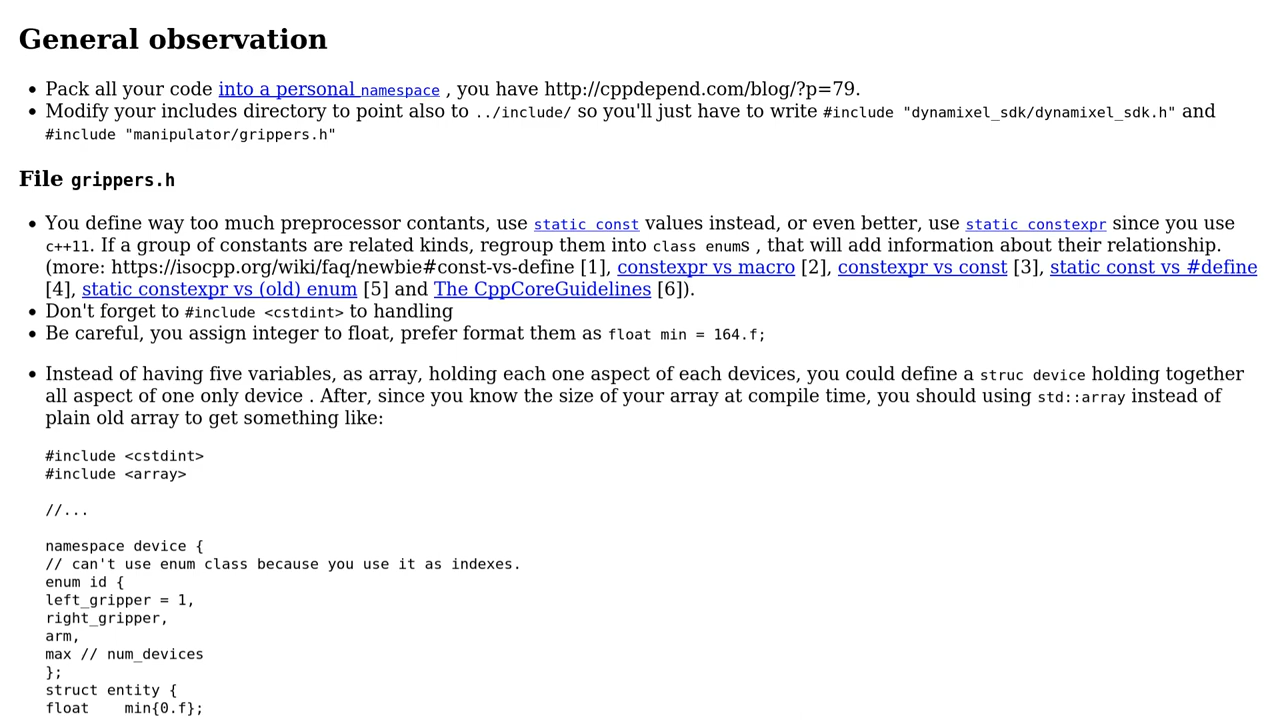 General observation
Pack all your code into a personal namespace , you have http://cppdepend.com/blog/?p=79.
Modify your includes directory to point also to ../include/ so you'll just have to write #include "dynamixel_sdk/dynamixel_sdk.h" and
#include "manipulator/grippers.h"
File grippers.h
You define way too much preprocessor contants, use static const values instead, or even better, use static constexpr since you use
c++11. If a group of constants are related kinds, regroup them into class enums , that will add information about their relationship.
(more: https://isocpp.org/wiki/faq/newbie#const-vs-define [1], constexpr vs macro [2], constexpr vs const [3], static const vs #define
[4], static constexpr vs (old) enum [5] and The CppCoreGuidelines [6]).
Don't forget to #include <cstdint> to handling
Be careful, you assign integer to float, prefer format them as float min = 164.f;
Instead of having five variables, as array, holding each one aspect of each devices, you could define a struc device holding together
all aspect of one only device . After, since you know the size of your array at compile time, you should using std::array instead of
plain old array to get something like:
#include <cstdint>
#include <array>
//...
namespace device {
// can't use enum class because you use it as indexes.
enum id {
left_gripper = 1,
right_gripper,
arm,
max // num_devices
};
struct entity {
float    min{0.f};